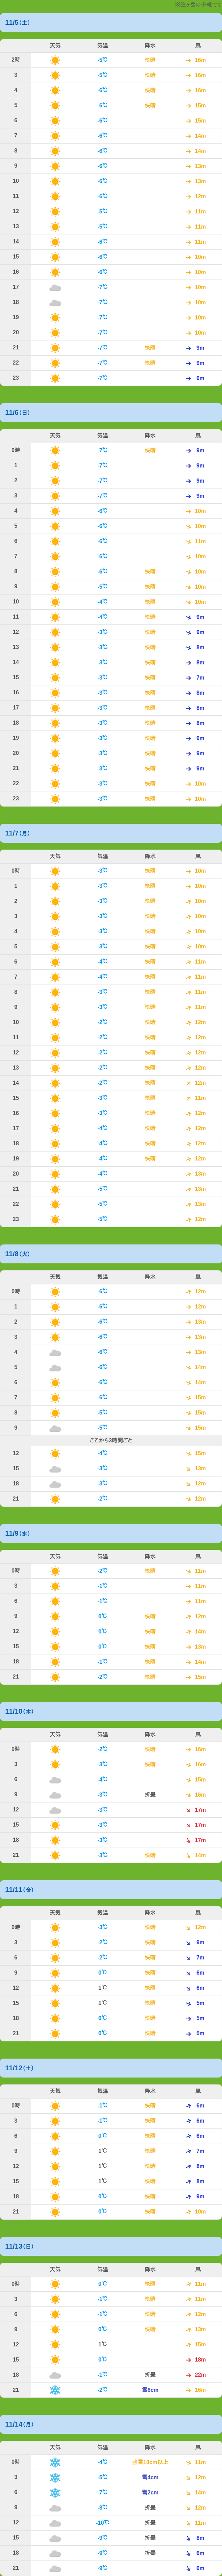 11/5(土)
天気 気温 降水 風
2時 -5℃ 快晴 16m
3 -5℃ 快晴 16m
4 -6℃ 快晴 16m
5 -6℃ 快晴 15m
6 -6℃ 15m
7 -6℃ 14m
8 -6℃ 14m
9 -6℃ 13m
10 -6℃ 13m
11 -6℃ 12m
12 -5℃ 11m
13 -5℃ 11m
14 -6℃ 11m
15 -6℃ 10m
16 -6℃ 10m
17 -7℃ 10m
18 -7℃ 10m
19 -7℃ 10m
20 -7℃ 10m
21 -7℃ 快晴 9m
22 -7℃ 快晴 9m
23 -7℃ 9m
11/6(日)
天気 気温 降水 風
0時 -7℃ 快晴 9m
1 -7℃ 9m
2 -7℃ 9m
3 -7℃ 9m
4 -6℃ 10m
5 -6℃ 10m
6 -6℃ 11m
7 -6℃ 10m
8 -6℃ 快晴 10m
9 -5℃ 快晴 10m
10 -4℃ 快晴 10m
11 -4℃ 快晴 9m
12 -3℃ 快晴 9m
13 -3℃ 快晴 8m
14 -3℃ 快晴 8m
15 -3℃ 快晴 7m
16 -3℃ 快晴 8m
17 -3℃ 快晴 8m
18 -3℃ 快晴 8m
19 -3℃ 快晴 9m
20 -3℃ 快晴 9m
21 -3℃ 快晴 9m
22 -3℃ 快晴 10m
23 -3℃ 快晴 10m
11/7(月)
天気 気温 降水 風
0時 -3℃ 快晴 10m
1 -3℃ 快晴 10m
2 -3℃ 快晴 10m
3 -3℃ 快晴 10m
4 -3℃ 快晴 10m
5 -3℃ 快晴 10m
6 -4℃ 快晴 11m
7 -4℃ 快晴 11m
8 -3℃ 快晴 11m
9 -3℃ 快晴 11m
10 -2℃ 快晴 12m
11 -2℃ 快晴 12m
12 -2℃ 快晴 12m
13 -2℃ 快晴 12m
14 -2℃ 快晴 12m
15 -3℃ 快晴 11m
16 -3℃ 快晴 12m
17 -4℃ 快晴 12m
18 -4℃ 快晴 12m
19 -4℃ 快晴 12m
20 -4℃ 13m
21 -5℃ 13m
22 -5℃ 13m
23 -5℃ 12m
11/8(火)
天気 気温 降水 風
0時 -6℃ 12m
1 -6℃ 12m
2 -6℃ 13m
3 -6℃ 13m
4 -6℃ 13m
5 -6℃ 14m
6 -6℃ 14m
7 -6℃ 15m
8 -5℃ 15m
9 -5℃ 15m
ここから3時間ごと
12 -4℃ 15m
15 -3℃ 13m
18 -3℃ 12m
21 -2℃ 12m
11/9(水)
天気 気温 降水 風
0時 -2℃ 快晴 11m
3 -1℃ 11m
6 -1℃ 11m
9 0℃ 快晴 12m
12 0℃ 快晴 14m
15 0℃ 快晴 13m
18 -1℃ 快晴 14m
21 -2℃ 快晴 15m
11/10(木)
天気 気温 降水 風
0時 -2℃ 快晴 16m
3 -3℃ 快晴 16m
6 -4℃ 15m
9 -3℃ 折曇 16m
12 -3℃ 17m
15 -3℃ 17m
18 -3℃ 17m
21 -3℃ 快晴 14m
11/11(金)
天気 気温 降水 風
0時 -3℃ 快晴 12m
3 -2℃ 快晴 9m
6 -2℃ 快晴 7m
9 0℃ 快晴 6m
12 1℃ 快晴 6m
15 1℃ 快晴 5m
18 0℃ 快晴 5m
21 0℃ 快晴 5m
11/12(土)
天気 気温 降水 風
0時 -1℃ 快晴 6m
3 -1℃ 快晴 6m
6 0℃ 快晴 6m
9 1℃ 快晴 7m
12 1℃ 快晴 8m
15 1℃ 快晴 8m
18 0℃ 快晴 9m
21 0℃ 快晴 10m
11/13(日)
天気 気温 降水 風
0時 0℃ 快晴 11m
3 -1℃ 快晴 11m
6 -1℃ 快晴 12m
9 0℃ 快晴 13m
12 1℃ 15m
15 0℃ 18m
18 -1℃ 折曇 22m
21 -2℃ 雪6cm 16m
11/14(月)
天気 気温 降水 風
0時 -4℃ 強雪10cm以上 11m
3 -5℃ 雪4cm 12m
6 -7℃ 雪2cm 14m
9 -8℃ 折曇 12m
12 -10℃ 折曇 11m
15 -9℃ 折曇 8m
18 -9℃ 折曇 6m
21 -9℃ 6m